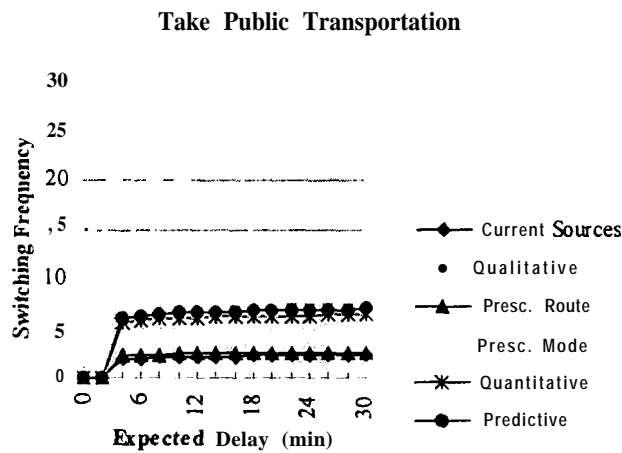 Take Public Transportation
Switching Frequency
30
25
20
,5
10
5
0
0
6
12
18
24
30
Expected Delay (min)
Current Sources
Qualitative
Presc. Route
Presc. Mode
Quantitative
Predictive